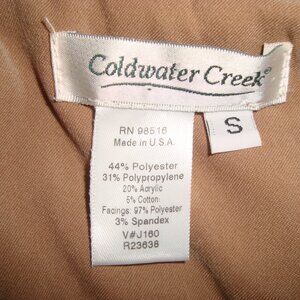 Coldwater Creek®
S
RN 98516
Made in U.S.A.
44% Polyester
31% Polypropylene
20% Acrylic
5% Cotton
Facings: 97% Polyester
3% Spandex
V#J160
R23638